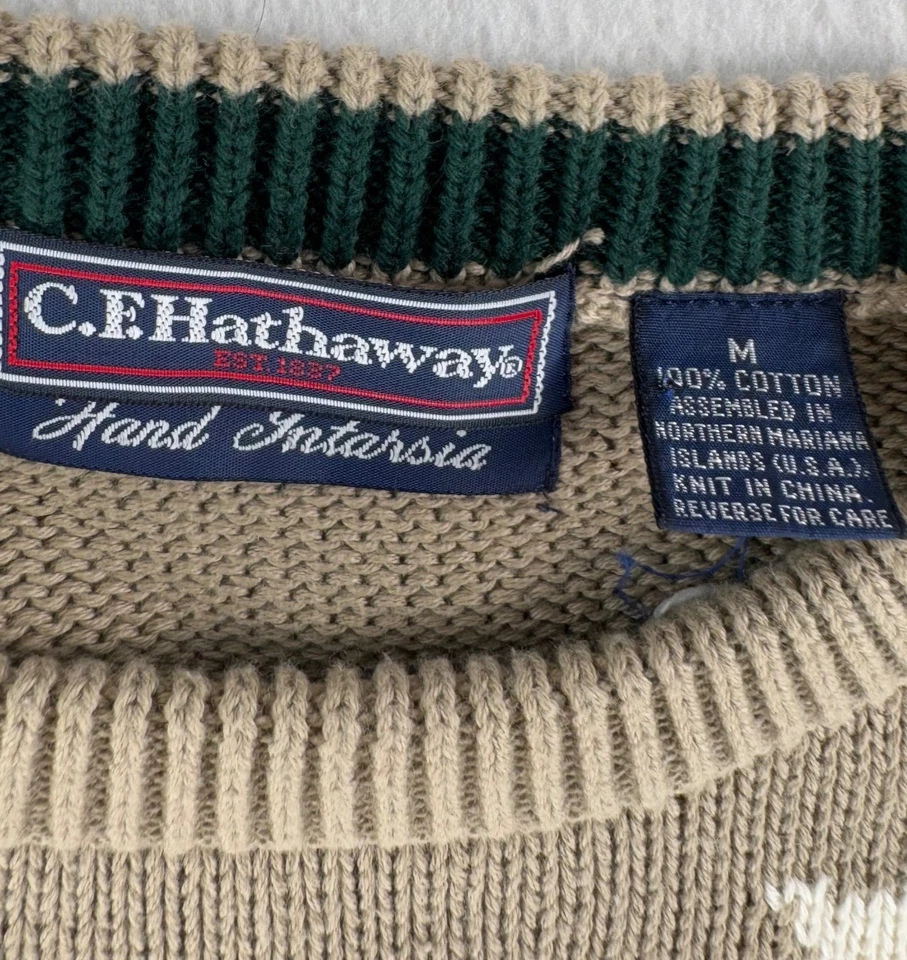 C.F.Hathaway®
EST. 1837
Hand Intarsia
M
100% COTTON
ASSEMBLED IN
NORTHERN MARIANA
ISLANDS (U.S.A.).
KNIT IN CHINA.
REVERSE FOR CARE